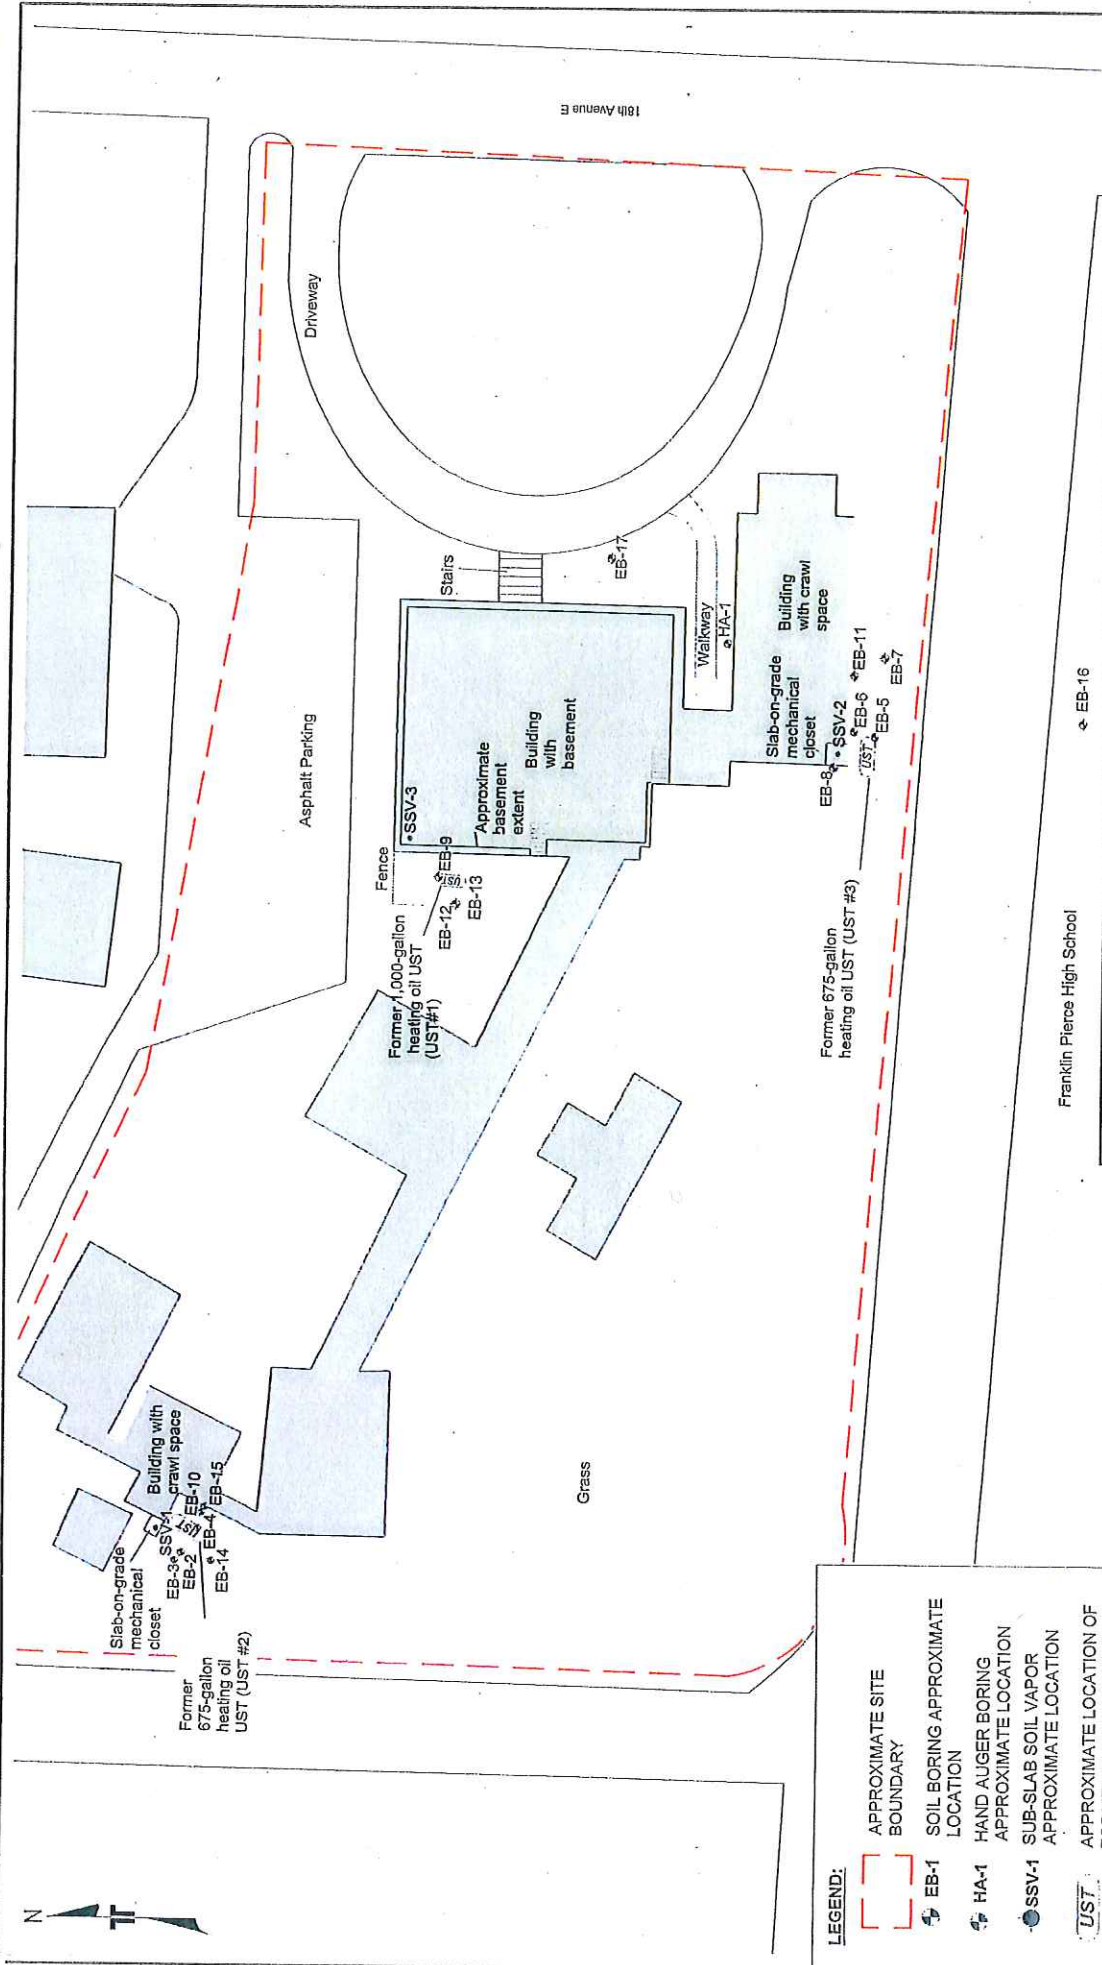 N
18th Avenue E
Driveway
Asphalt Parking
Stairs
EB-17
Walkway
HA-1
Building
with
basement
Approximate
basement
extent
SSV-3
Fence
EB-9
UST
EB-12
EB-13
Former 1,000-gallon
heating oil UST
(UST#1)
Building
with crawl
space
Slab-on-grade
mechanical
closet
SSV-2
EB-11
EB-6
EB-7
EB-5
EB-8
UST
Former 675-gallon
heating oil UST (UST #3)
EB-16
Franklin Pierce High School
Grass
Building with
crawl space
Slab-on-grade
mechanical
closet
SSV-1
UST
EB-10
EB-15
EB-4
EB-3
EB-2
EB-14
Former
675-gallon
heating oil
UST (UST #2)
LEGEND:
APPROXIMATE SITE
BOUNDARY
EB-1 SOIL BORING APPROXIMATE
LOCATION
HA-1 HAND AUGER BORING
APPROXIMATE LOCATION
SSV-1 SUB-SLAB SOIL VAPOR
APPROXIMATE LOCATION
UST APPROXIMATE LOCATION OF